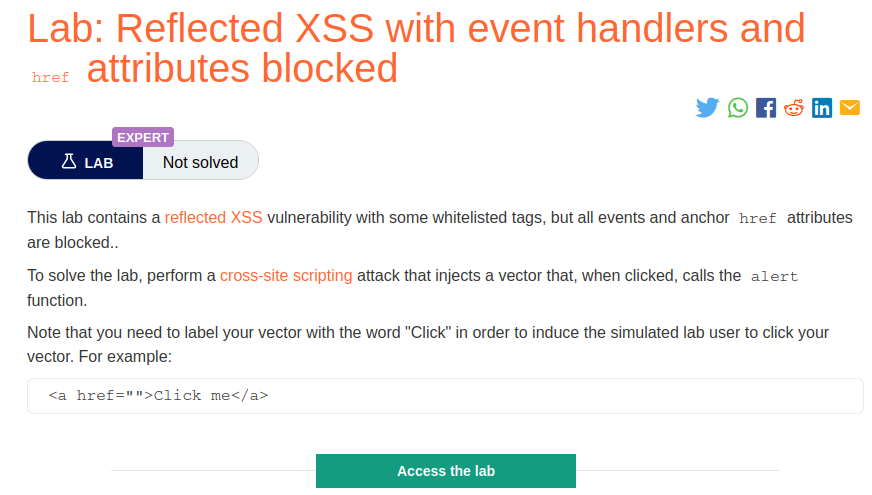 Lab: Reflected XSS with event handlers and
href attributes blocked
EXPERT
LAB
Not solved
This lab contains a reflected XSS vulnerability with some whitelisted tags, but all events and anchor href attributes
are blocked..
To solve the lab, perform a cross-site scripting attack that injects a vector that, when clicked, calls the alert
function.
Note that you need to label your vector with the word "Click" in order to induce the simulated lab user to click your
vector. For example:
<a href="">Click me</a>
Access the lab